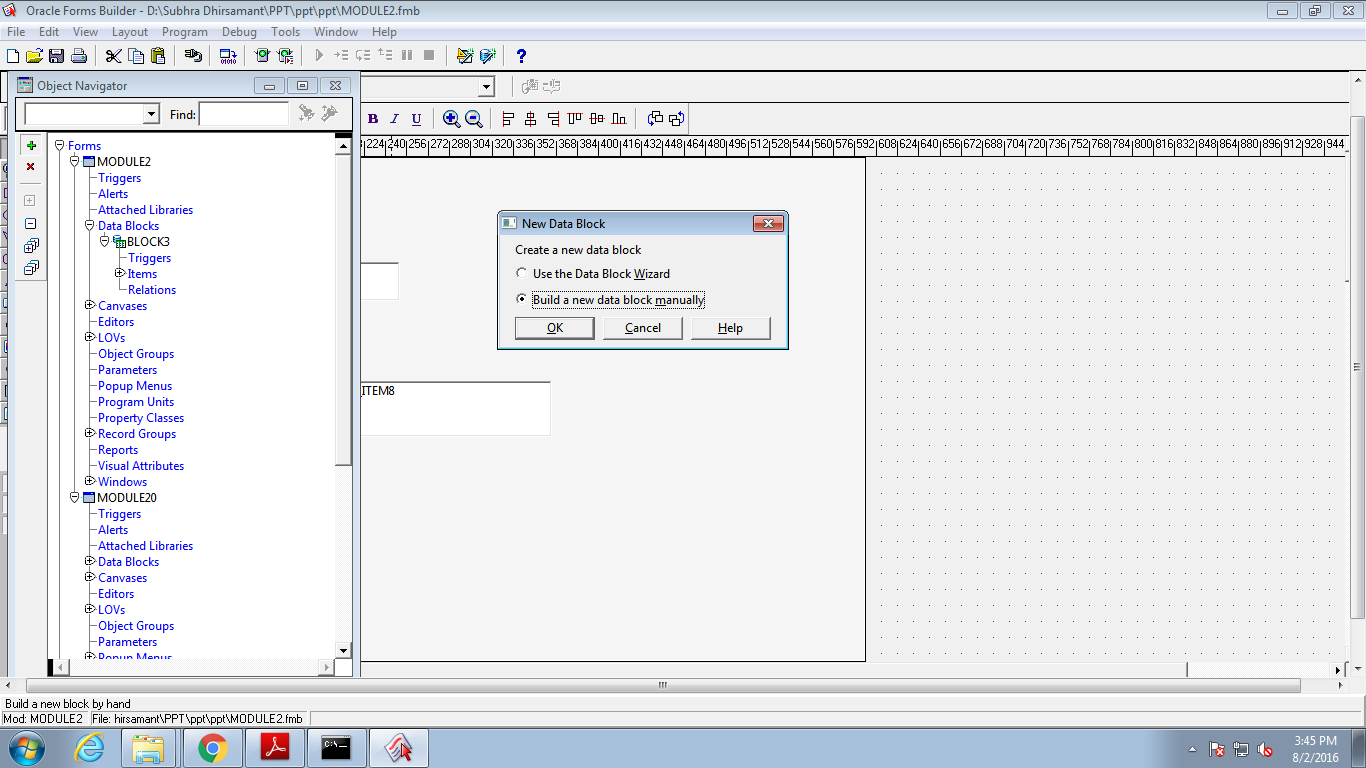 Oracle Forms Builder - D:\Subhra Dhirsamant\PPT\ppt\ppt\MODULE2.fmb
File Edit View Layout Program Debug Tools Window Help
Object Navigator
Find:
B I U
224 240 256 272 288 304 320 336 352 368 384 400 416 432 448 464 480 496 512 528 544 560 576 592 608 624 640 656 672 688 704 720 736 752 768 784 800 816 832 848 864 880 896 912 928 944
Forms
MODULE2
Triggers
Alerts
Attached Libraries
Data Blocks
BLOCK3
Triggers
Items
Relations
Canvases
Editors
LOVs
Object Groups
Parameters
Popup Menus
Program Units
Property Classes
Record Groups
Reports
Visual Attributes
Windows
MODULE20
Triggers
Alerts
Attached Libraries
Data Blocks
Canvases
Editors
LOVs
Object Groups
Parameters
Popup Menus
New Data Block
Create a new data block
Use the Data Block Wizard
Build a new data block manually
OK Cancel Help
ITEM8
Build a new block by hand
Mod: MODULE2 File: hirsamant\PPT\ppt\ppt\MODULE2.fmb
3:45 PM
8/2/2016